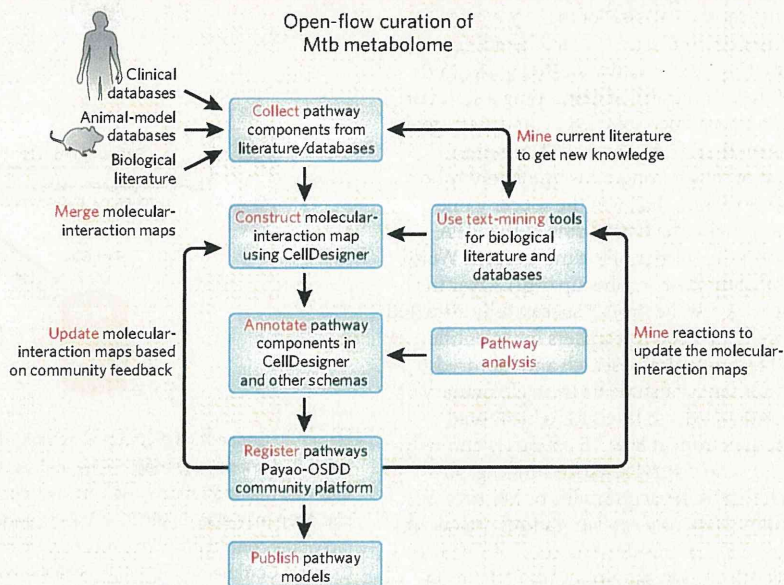 Open-flow curation of
Mtb metabolome
Clinical
databases
Animal-model
databases
Biological
literature
Collect pathway
components from
literature/databases
Mine current literature
to get new knowledge
Merge molecular-
interaction maps
Construct molecular-
interaction map
using CellDesigner
Use text-mining tools
for biological
literature and
databases
Update molecular-
interaction maps based
on community feedback
Annotate pathway
components in
CellDesigner
and other schemas
Pathway
analysis
Mine reactions to
update the molecular-
interaction maps
Register pathways
Payao-OSDD
community platform
Publish pathway
models